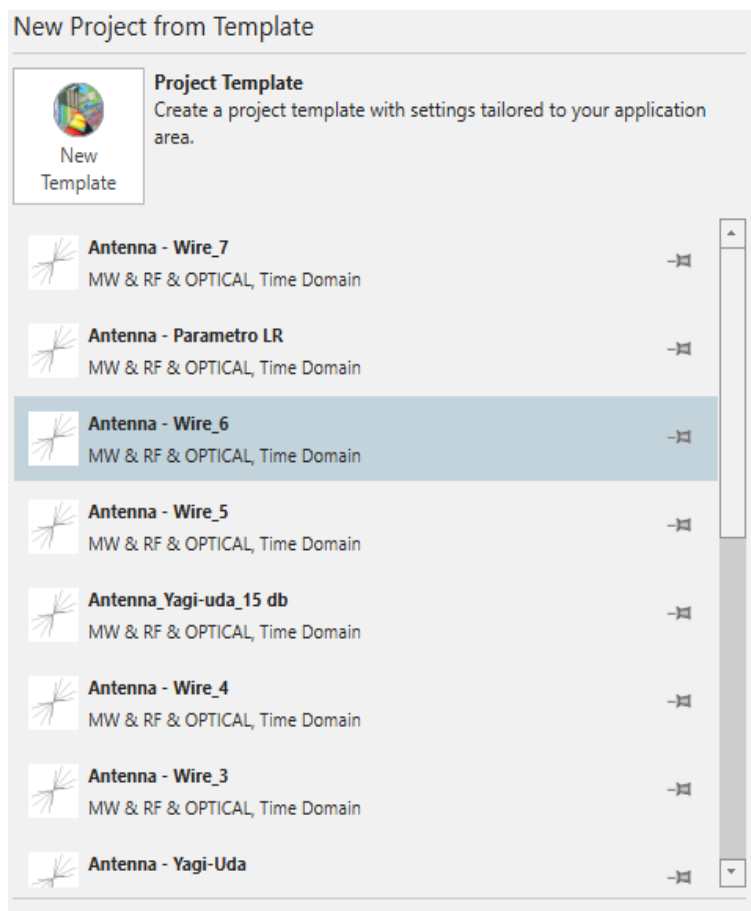 New Project from Template
New Template
Project Template
Create a project template with settings tailored to your application
area.
Antenna - Wire_7
MW & RF & OPTICAL, Time Domain
Antenna - Parametro LR
MW & RF & OPTICAL, Time Domain
Antenna - Wire_6
MW & RF & OPTICAL, Time Domain
Antenna - Wire_5
MW & RF & OPTICAL, Time Domain
Antenna_Yagi-uda_15 db
MW & RF & OPTICAL, Time Domain
Antenna - Wire_4
MW & RF & OPTICAL, Time Domain
Antenna - Wire_3
MW & RF & OPTICAL, Time Domain
Antenna - Yagi-Uda